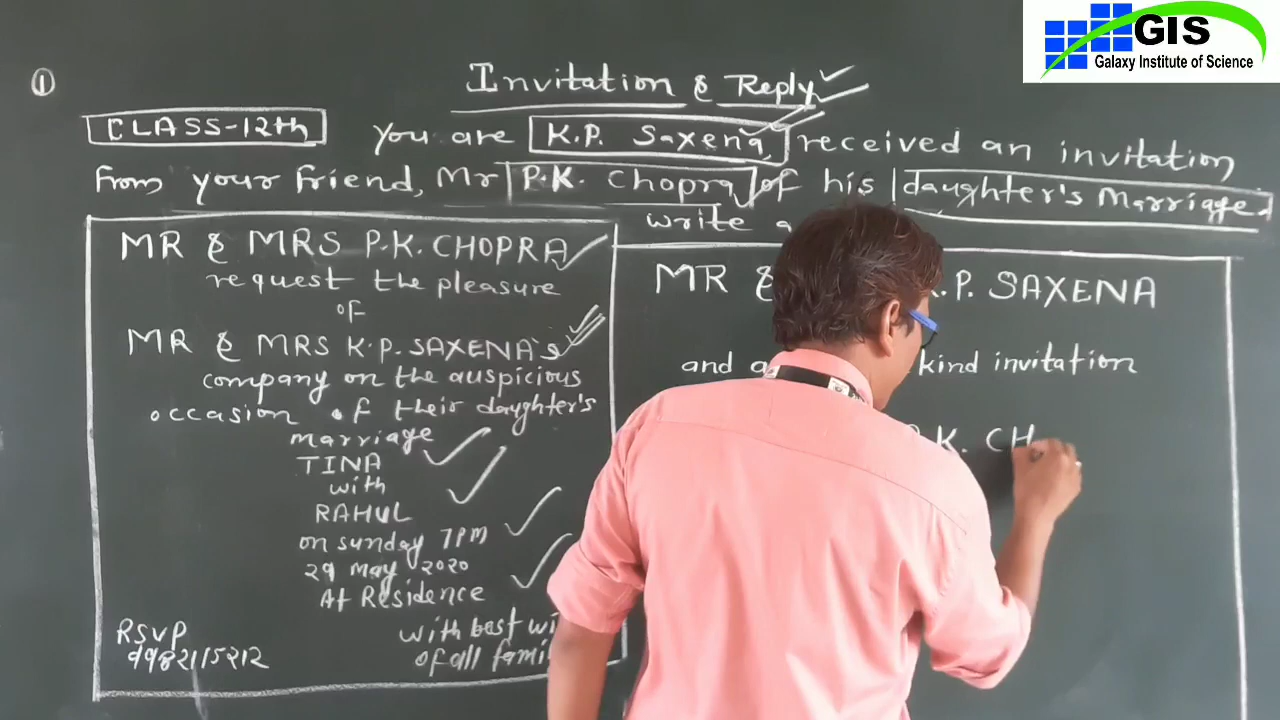 GIS
Galaxy Institute of Science
①
Invitation & Reply
CLASS-12th
You are K.P. Saxena, received an invitation
from your friend, Mr P.K. Chopra of his daughter's Marriage.
write a
MR & MRS P.K. CHOPRA
request the pleasure
of
MR & MRS K.P. SAXENA's
company on the auspicious
occasion of their daughter's
marriage
TINA
with
RAHUL
on sunday 7PM
29 May 2020
At Residence
with best
of all
RSVP
9982115212
MR & K.P. SAXENA
and kind invitation
P.K. CH